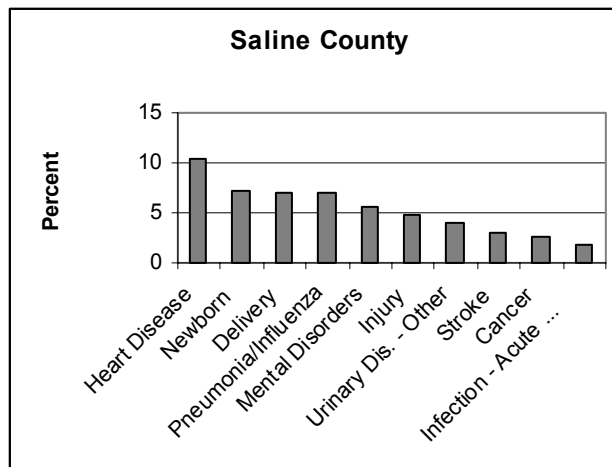 Saline County
Percent
15
10
5
0
Heart Disease
Newborn
Delivery
Pneumonia/Influenza
Mental Disorders
Injury
Urinary Dis. - Other
Stroke
Cancer
Infection - Acute ...